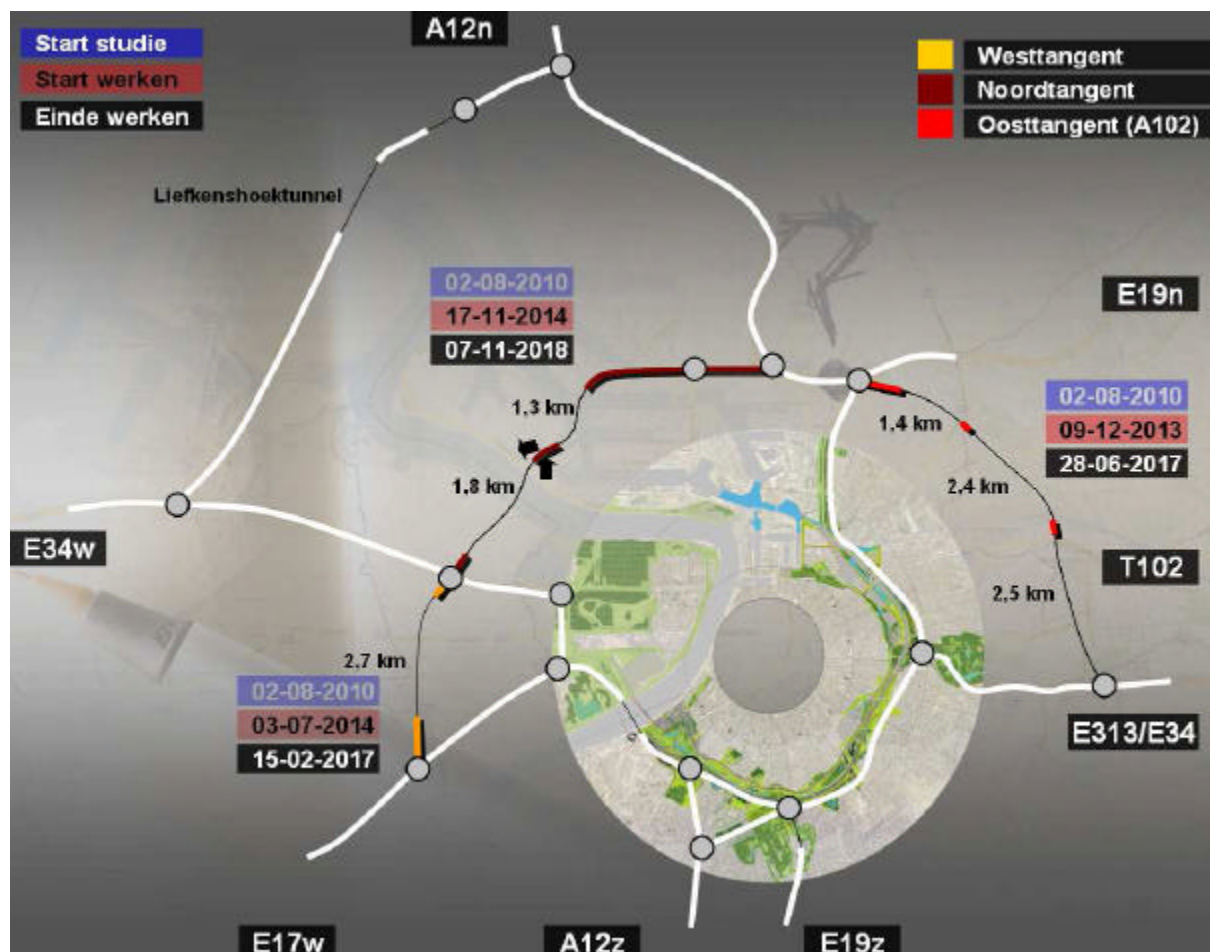 A12n
Start studie
Start werken
Einde werken
Westtangent
Noordtangent
Oosttangent (A102)
Liefkenshoektunnel
02-08-2010
17-11-2014
07-11-2018
E19n
02-08-2010
09-12-2013
28-06-2017
1,3 km
1,4 km
1,8 km
2,4 km
E34w
T102
2,5 km
2,7 km
02-08-2010
03-07-2014
15-02-2017
E313/E34
E17w
A12z
E19z